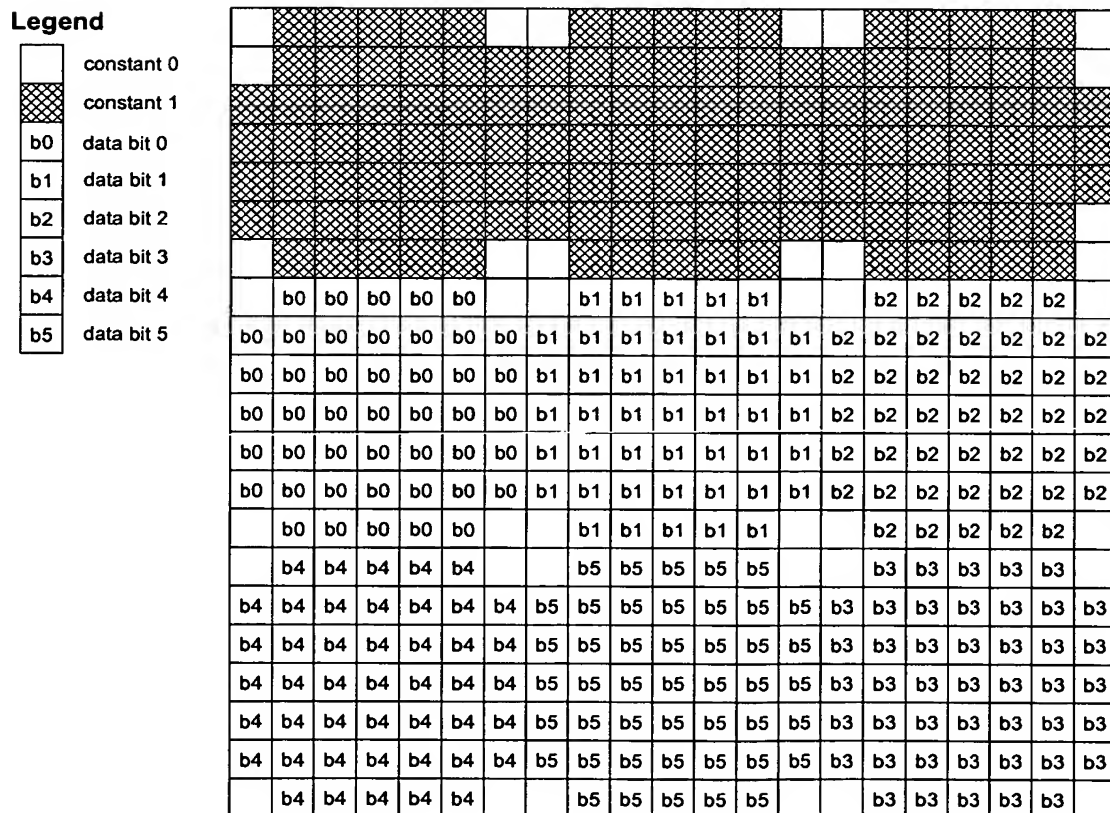 Legend
constant 0
constant 1
b0 data bit 0
b1 data bit 1
b2 data bit 2
b3 data bit 3
b4 data bit 4
b5 data bit 5
b0 b0 b0 b0 b0 b1 b1 b1 b1 b1 b2 b2 b2 b2 b2
b0 b0 b0 b0 b0 b0 b0 b1 b1 b1 b1 b1 b1 b1 b2 b2 b2 b2 b2 b2 b2
b0 b0 b0 b0 b0 b0 b0 b1 b1 b1 b1 b1 b1 b1 b2 b2 b2 b2 b2 b2 b2
b0 b0 b0 b0 b0 b0 b0 b1 b1 b1 b1 b1 b1 b1 b2 b2 b2 b2 b2 b2 b2
b0 b0 b0 b0 b0 b0 b0 b1 b1 b1 b1 b1 b1 b1 b2 b2 b2 b2 b2 b2 b2
b0 b0 b0 b0 b0 b0 b0 b1 b1 b1 b1 b1 b1 b1 b2 b2 b2 b2 b2 b2 b2
b0 b0 b0 b0 b0 b1 b1 b1 b1 b1 b2 b2 b2 b2 b2
b4 b4 b4 b4 b4 b5 b5 b5 b5 b5 b3 b3 b3 b3 b3
b4 b4 b4 b4 b4 b4 b4 b5 b5 b5 b5 b5 b5 b5 b3 b3 b3 b3 b3 b3 b3
b4 b4 b4 b4 b4 b4 b4 b5 b5 b5 b5 b5 b5 b5 b3 b3 b3 b3 b3 b3 b3
b4 b4 b4 b4 b4 b4 b4 b5 b5 b5 b5 b5 b5 b5 b3 b3 b3 b3 b3 b3 b3
b4 b4 b4 b4 b4 b4 b4 b5 b5 b5 b5 b5 b5 b5 b3 b3 b3 b3 b3 b3 b3
b4 b4 b4 b4 b4 b4 b4 b5 b5 b5 b5 b5 b5 b5 b3 b3 b3 b3 b3 b3 b3
b4 b4 b4 b4 b4 b5 b5 b5 b5 b5 b3 b3 b3 b3 b3